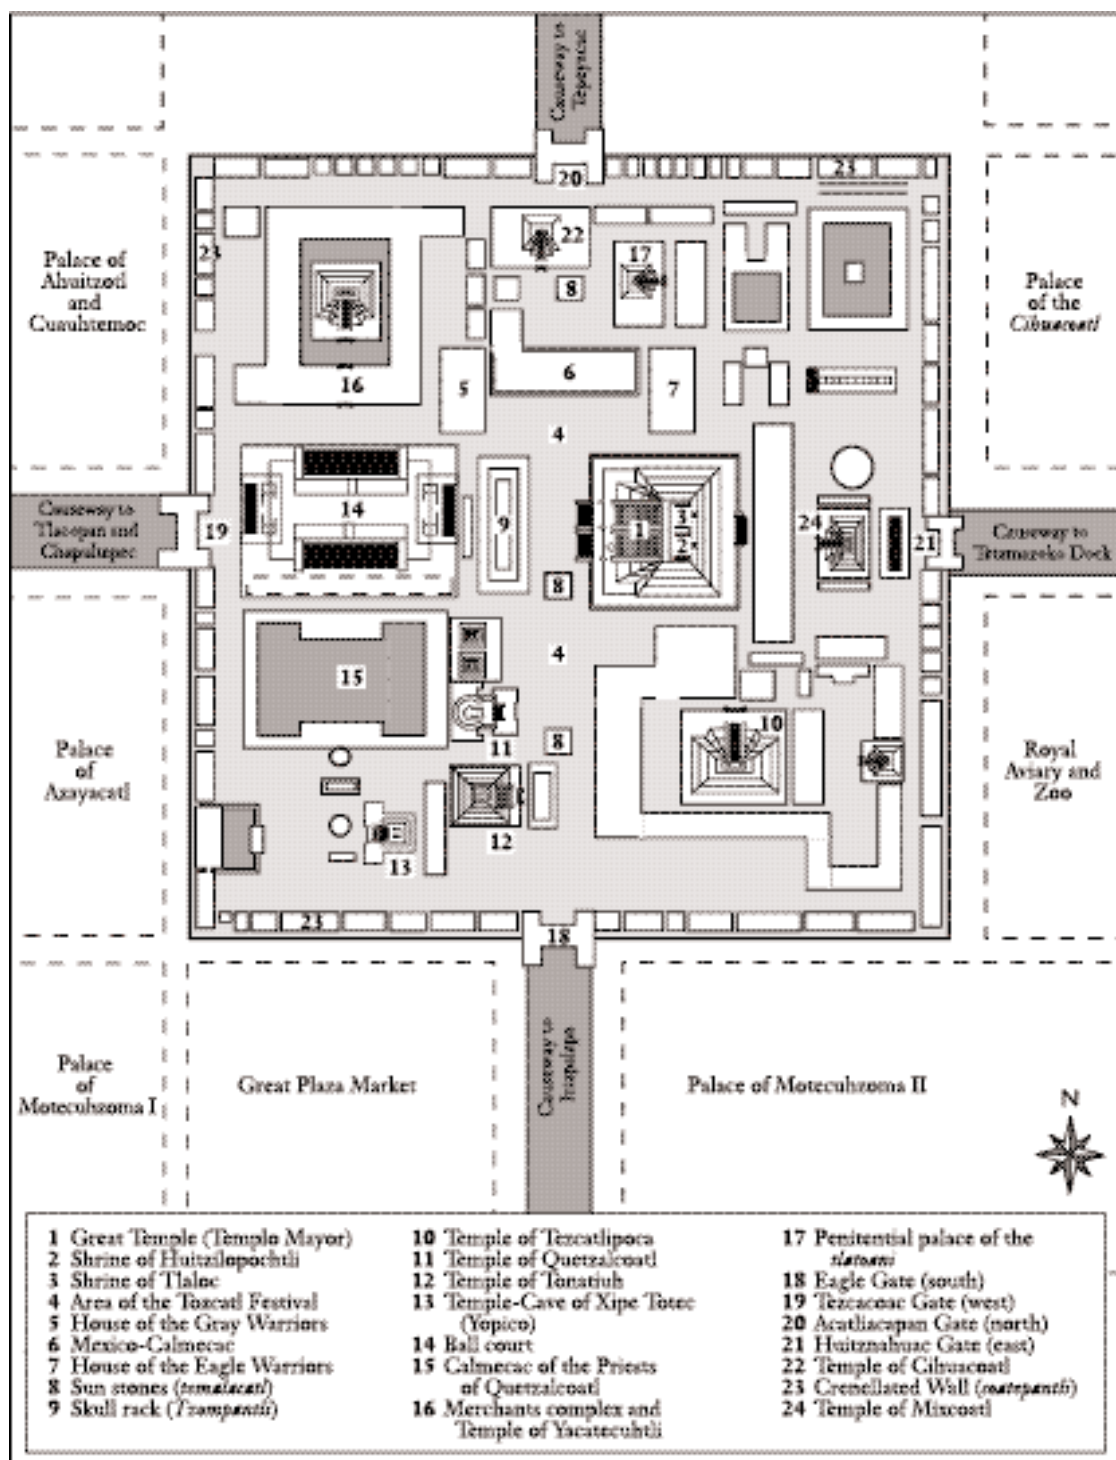 Causeway to
Tepeyacac
20
23
23
22
17
8
Palace of
Ahuitzotl
and
Cuauhtemoc
Palace
of the
Cihuacoatl
16
5
6
7
4
Causeway to
Tlacopan and
Chapultepec
19
14
9
1
3
2
24
21
Causeway to
Tetamazolco Dock
8
4
15
11
8
10
Palace
of
Axayacatl
Royal
Aviary and
Zoo
12
13
23
18
Palace
of
Motecuhzoma I
Great Plaza Market
Causeway to
Iztapalapa
Palace of Motecuhzoma II
N
1 Great Temple (Templo Mayor)
2 Shrine of Huitzilopochtli
3 Shrine of Tlaloc
4 Area of the Toxcatl Festival
5 House of the Gray Warriors
6 Mexico-Calmecac
7 House of the Eagle Warriors
8 Sun stones (temalacatl)
9 Skull rack (Tzompantli)
10 Temple of Tezcatlipoca
11 Temple of Quetzalcoatl
12 Temple of Tonatiuh
13 Temple-Cave of Xipe Totec
(Yopico)
14 Ball court
15 Calmecac of the Priests
of Quetzalcoatl
16 Merchants complex and
Temple of Yacatecuhtli
17 Penitential palace of the
tlatoani
18 Eagle Gate (south)
19 Tezcacoac Gate (west)
20 Acatliacapan Gate (north)
21 Huitznahuac Gate (east)
22 Temple of Cihuacoatl
23 Crenellated Wall (coatepantli)
24 Temple of Mixcoatl